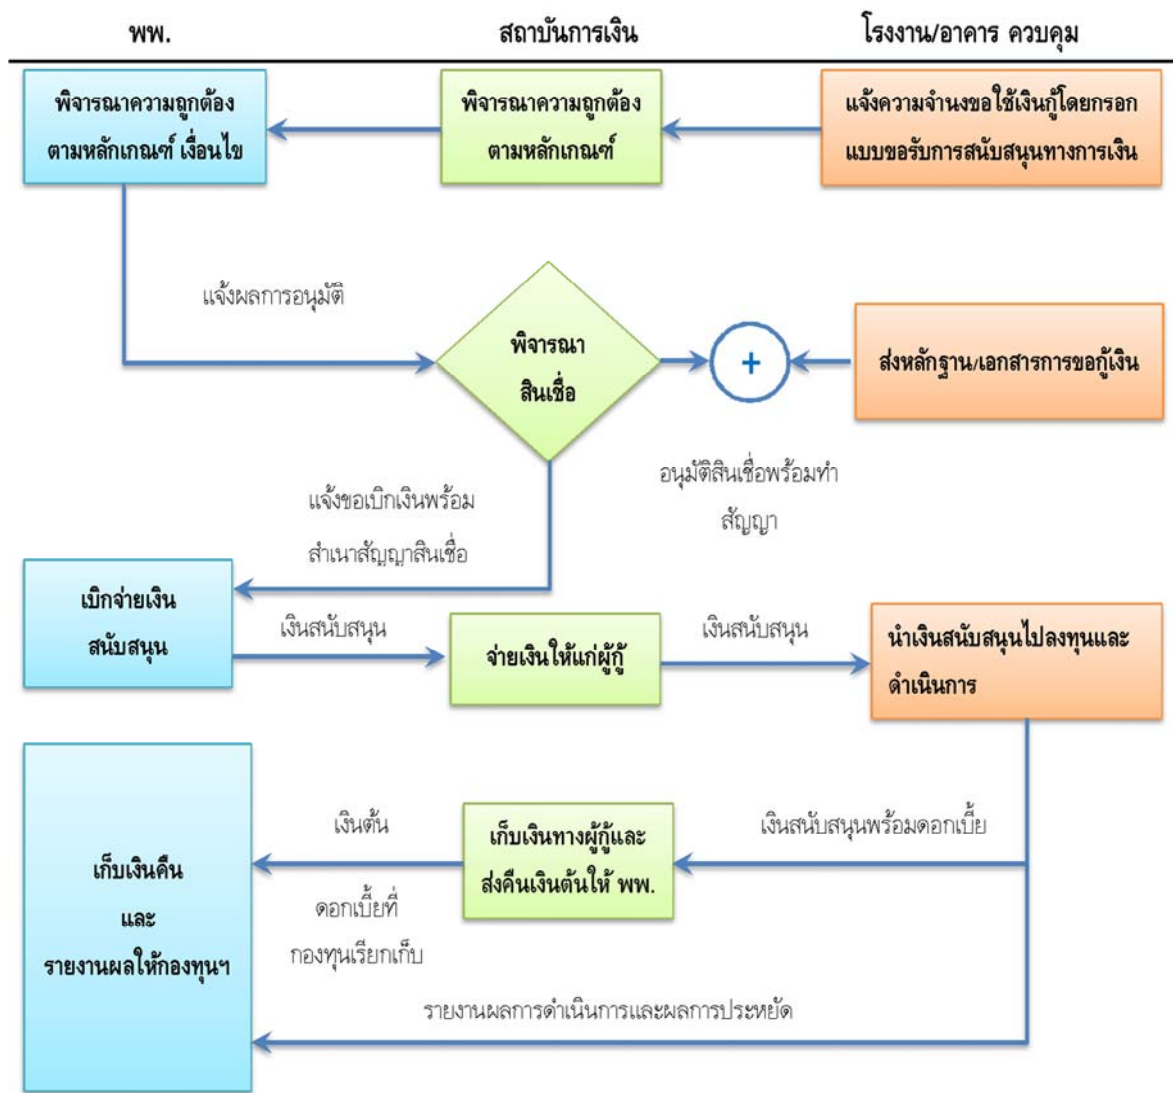 พพ.
สถาบันการเงิน
โรงงาน/อาคาร ควบคุม
พิจารณาความถูกต้อง
ตามหลักเกณฑ์ เงื่อนไข
พิจารณาความถูกต้อง
ตามหลักเกณฑ์
แจ้งความจำนงขอใช้เงินกู้โดยกรอก
แบบขอรับการสนับสนุนทางการเงิน
แจ้งผลการอนุมัติ
พิจารณา
สินเชื่อ
+
ส่งหลักฐาน/เอกสารการขอกู้เงิน
อนุมัติสินเชื่อพร้อมทำ
สัญญา
แจ้งขอเบิกเงินพร้อม
สำเนาสัญญาสินเชื่อ
เบิกจ่ายเงิน
สนับสนุน
เงินสนับสนุน
จ่ายเงินให้แก่ผู้กู้
เงินสนับสนุน
นำเงินสนับสนุนไปลงทุนและ
ดำเนินการ
เก็บเงินคืน
และ
รายงานผลให้กองทุนฯ
เงินต้น
ดอกเบี้ยที่
กองทุนเรียกเก็บ
เก็บเงินทางผู้กู้และ
ส่งคืนเงินต้นให้ พพ.
เงินสนับสนุนพร้อมดอกเบี้ย
รายงานผลการดำเนินการและผลการประหยัด